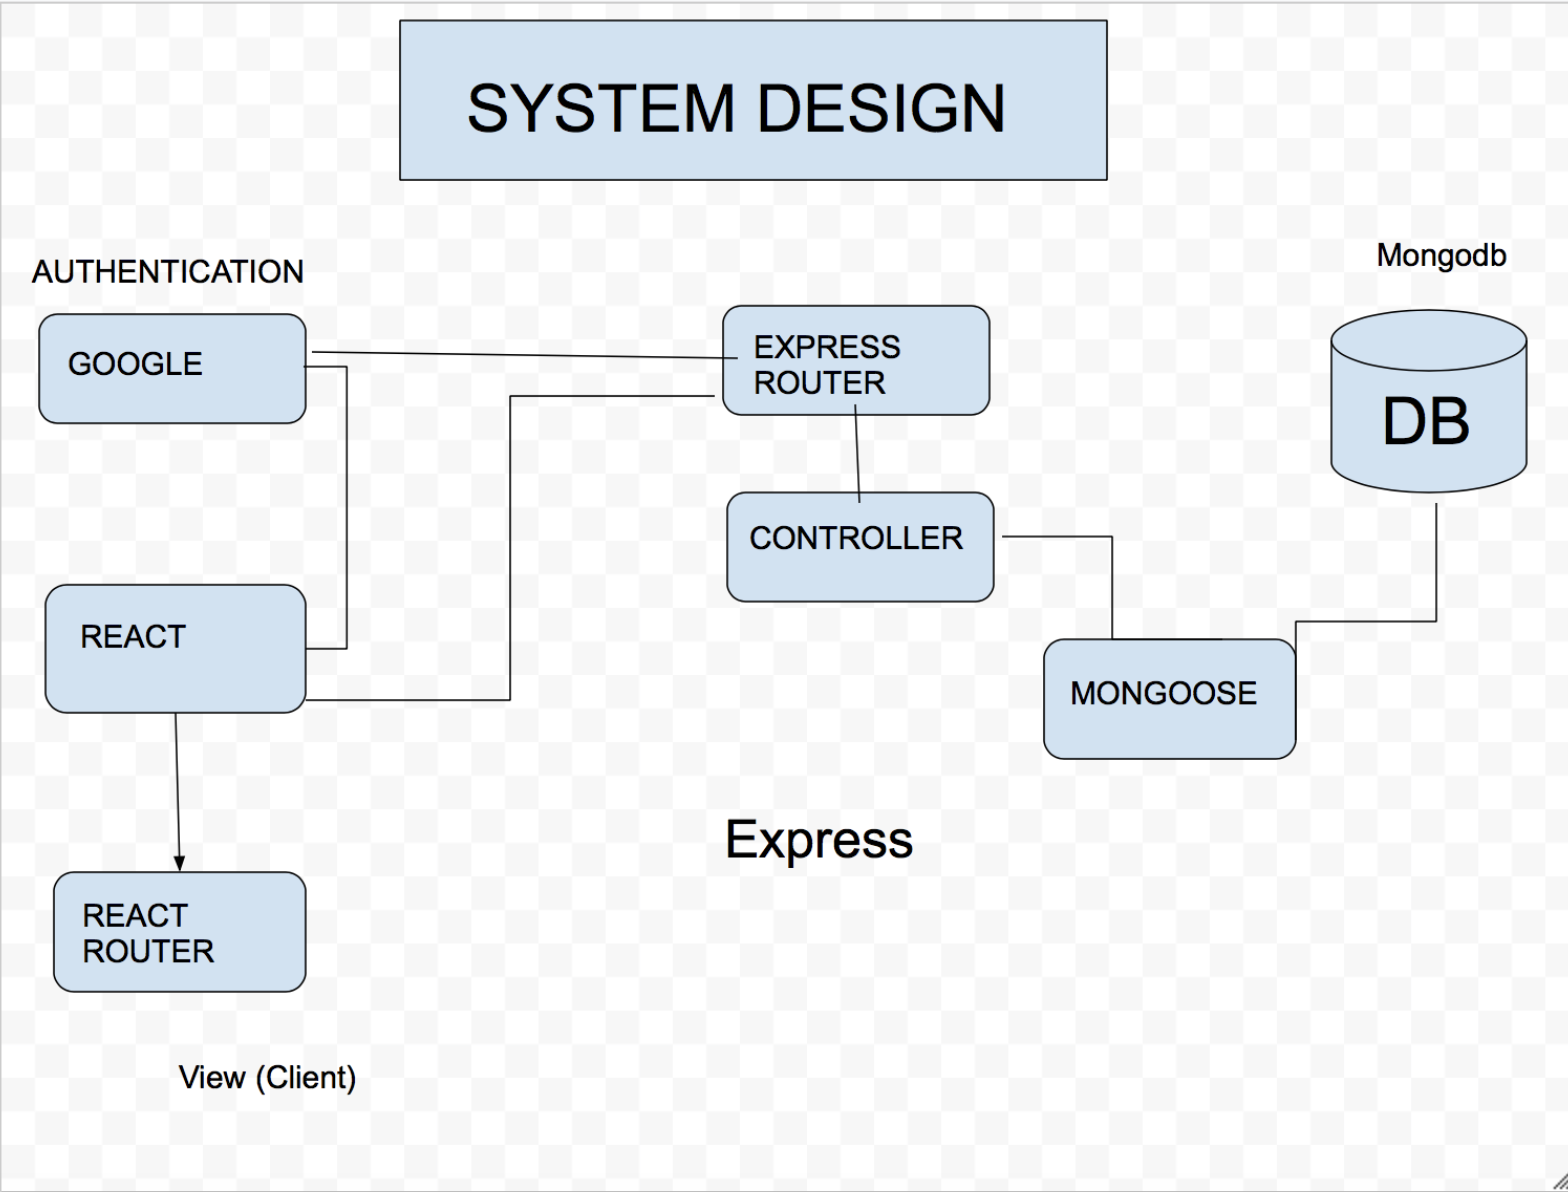 SYSTEM DESIGN
AUTHENTICATION
Mongodb
GOOGLE
EXPRESS
ROUTER
DB
CONTROLLER
REACT
MONGOOSE
Express
REACT
ROUTER
View (Client)